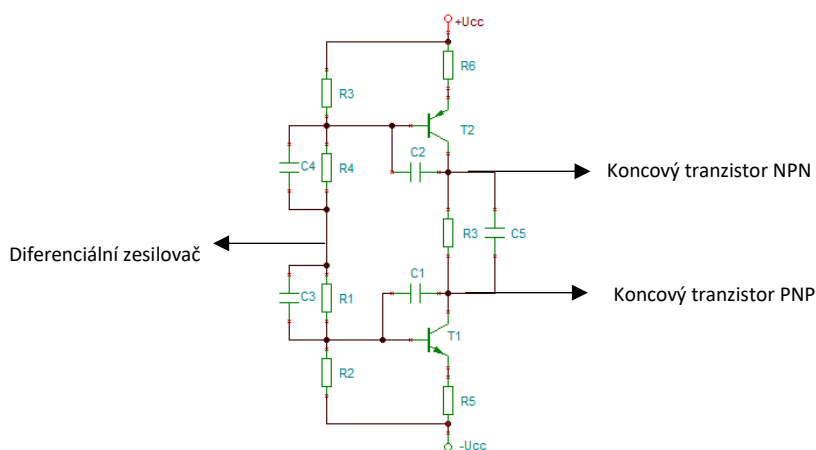 +Ucc
R6
R3
T2
C2
C4
R4
Koncový tranzistor NPN
R3
C5
Diferenciální zesilovač
C1
Koncový tranzistor PNP
C3
R1
T1
R2
R5
-Ucc